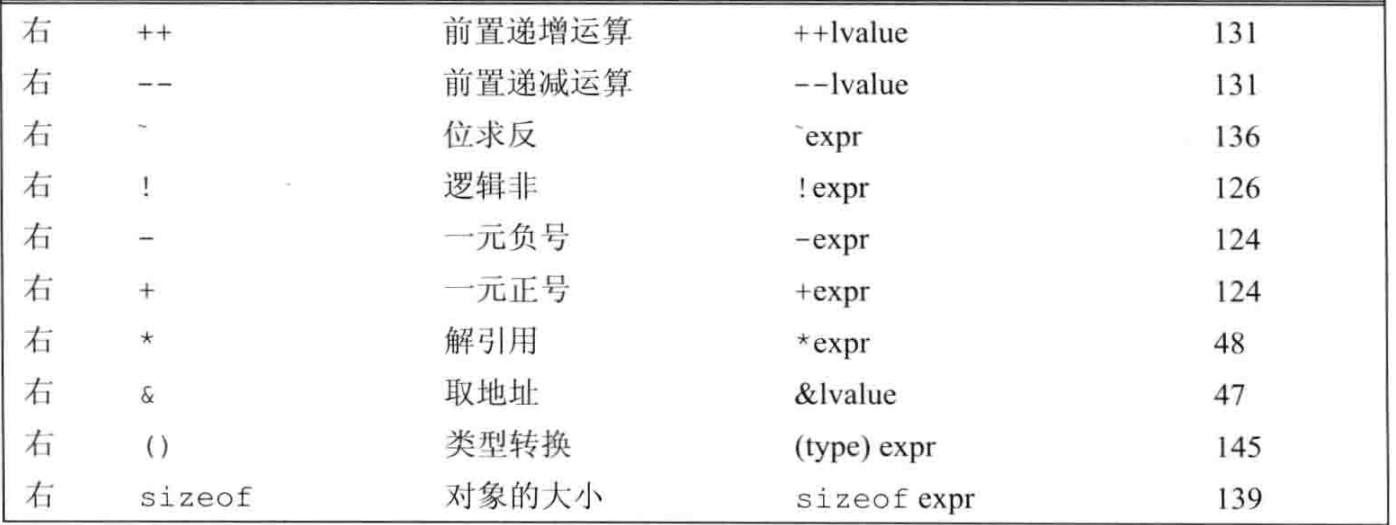 右 ++ 前置递增运算 ++lvalue 131
右 -- 前置递减运算 --lvalue 131
右 ~ 位求反 ~expr 136
右 ! 逻辑非 !expr 126
右 - 一元负号 -expr 124
右 + 一元正号 +expr 124
右 * 解引用 *expr 48
右 & 取地址 &lvalue 47
右 () 类型转换 (type) expr 145
右 sizeof 对象的大小 sizeof expr 139